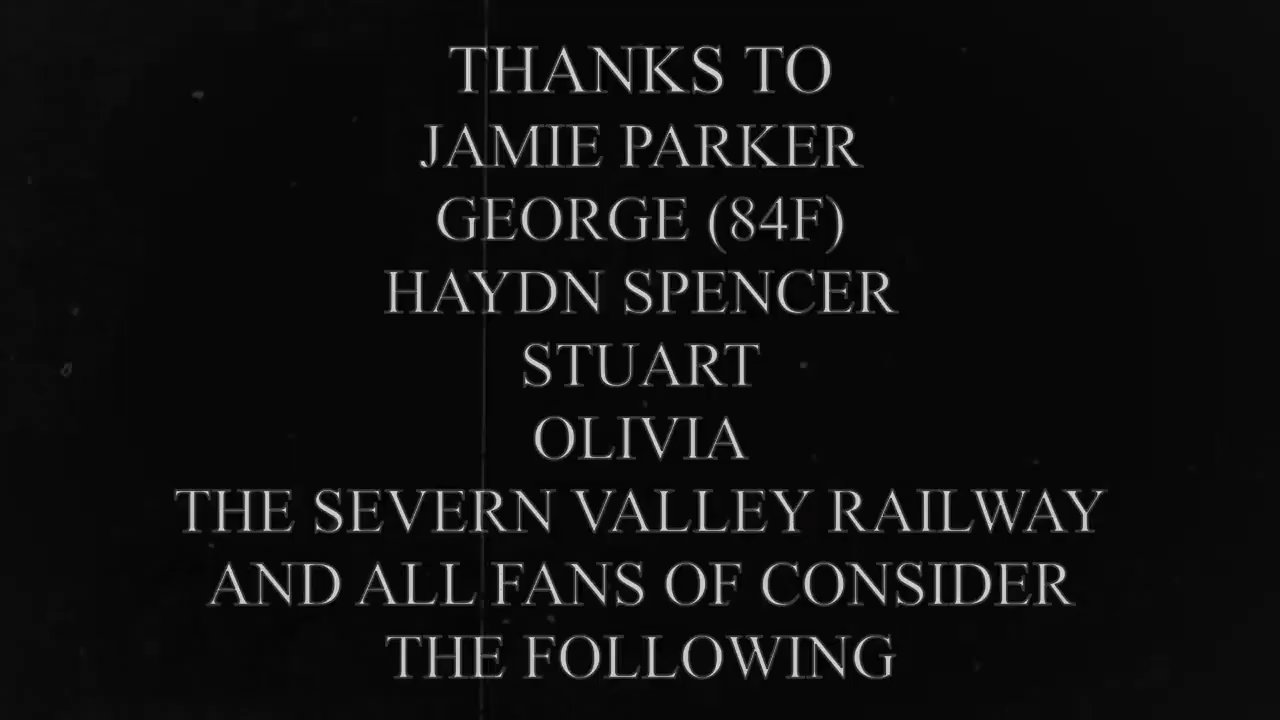 THANKS TO
JAMIE PARKER
GEORGE (84F)
HAYDN SPENCER
STUART
OLIVIA
THE SEVERN VALLEY RAILWAY
AND ALL FANS OF CONSIDER
THE FOLLOWING